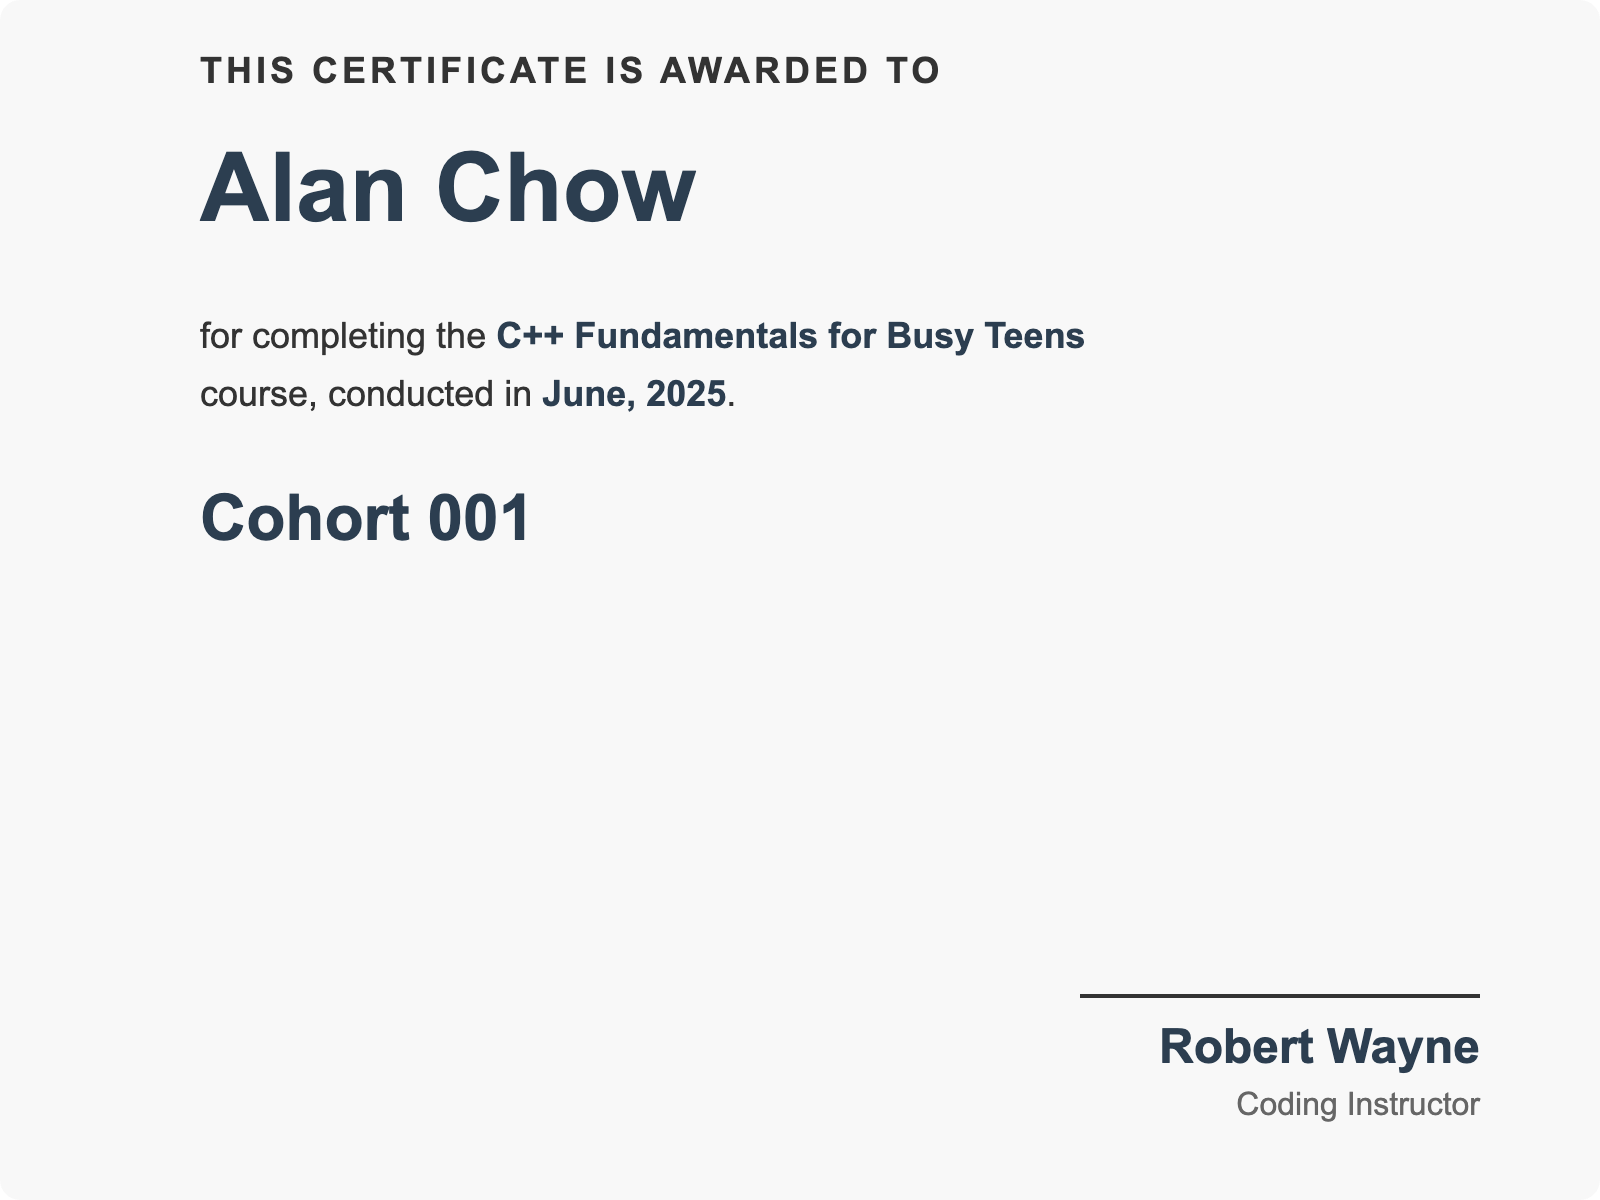 THIS CERTIFICATE IS AWARDED TO
Alan Chow
for completing the C++ Fundamentals for Busy Teens
course, conducted in June, 2025.
Cohort 001
Robert Wayne
Coding Instructor